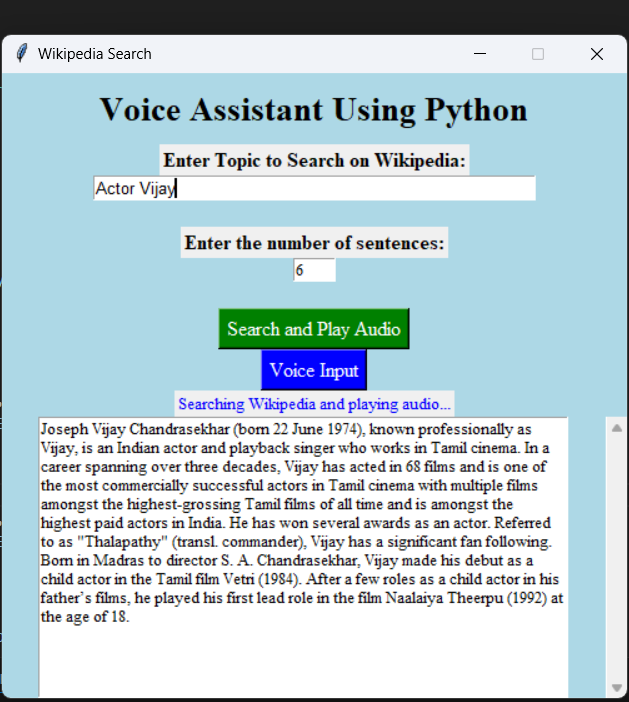 Wikipedia Search
Voice Assistant Using Python
Enter Topic to Search on Wikipedia:
Actor Vijay
Enter the number of sentences:
6
Search and Play Audio
Voice Input
Searching Wikipedia and playing audio...
Joseph Vijay Chandrasekhar (born 22 June 1974), known professionally as
Vijay, is an Indian actor and playback singer who works in Tamil cinema. In a
career spanning over three decades, Vijay has acted in 68 films and is one of
the most commercially successful actors in Tamil cinema with multiple films
amongst the highest-grossing Tamil films of all time and is amongst the
highest paid actors in India. He has won several awards as an actor. Referred
to as "Thalapathy" (transl. commander), Vijay has a significant fan following.
Born in Madras to director S. A. Chandrasekhar, Vijay made his debut as a
child actor in the Tamil film Vetri (1984). After a few roles as a child actor in his
father’s films, he played his first lead role in the film Naalaiya Theerpu (1992) at
the age of 18.